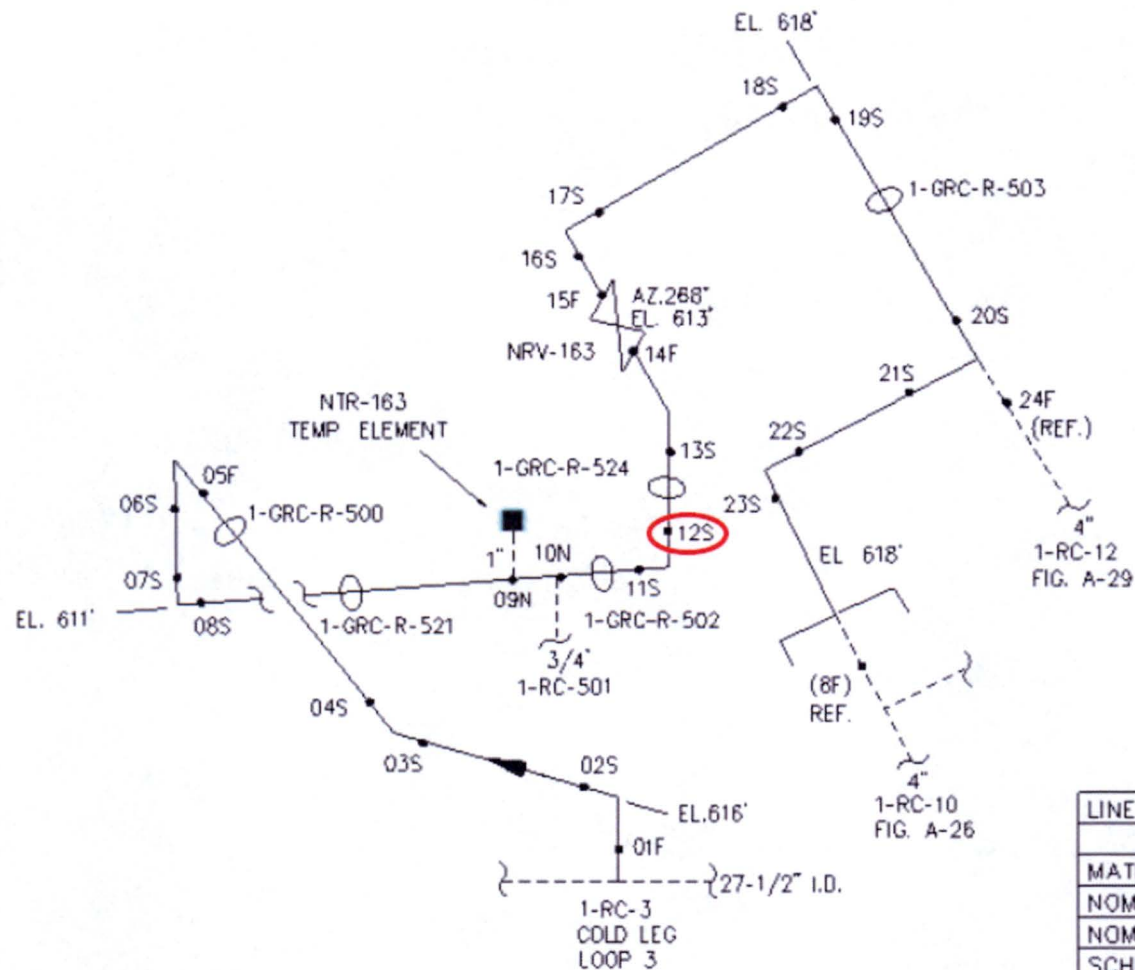 EL. 618'
18S
19S
1-GRC-R-503
17S
16S
15F
AZ.268°
EL. 613'
NRV-163
14F
20S
21S
24F
(REF.)
NTR-163
TEMP ELEMENT
1-GRC-R-524
13S
22S
23S
05F
06S
1-GRC-R-500
12S
4"
1-RC-12
FIG. A-29
EL 618'
1"
10N
07S
EL. 611'
08S
09N
11S
1-GRC-R-521
1-GRC-R-502
3/4"
1-RC-501
(8F)
REF.
04S
03S
02S
4"
1-RC-10
FIG. A-26
EL.616'
01F
27-1/2" I.D.
1-RC-3
COLD LEG
LOOP 3
LINE
MAT
NOM
NOM
SCH